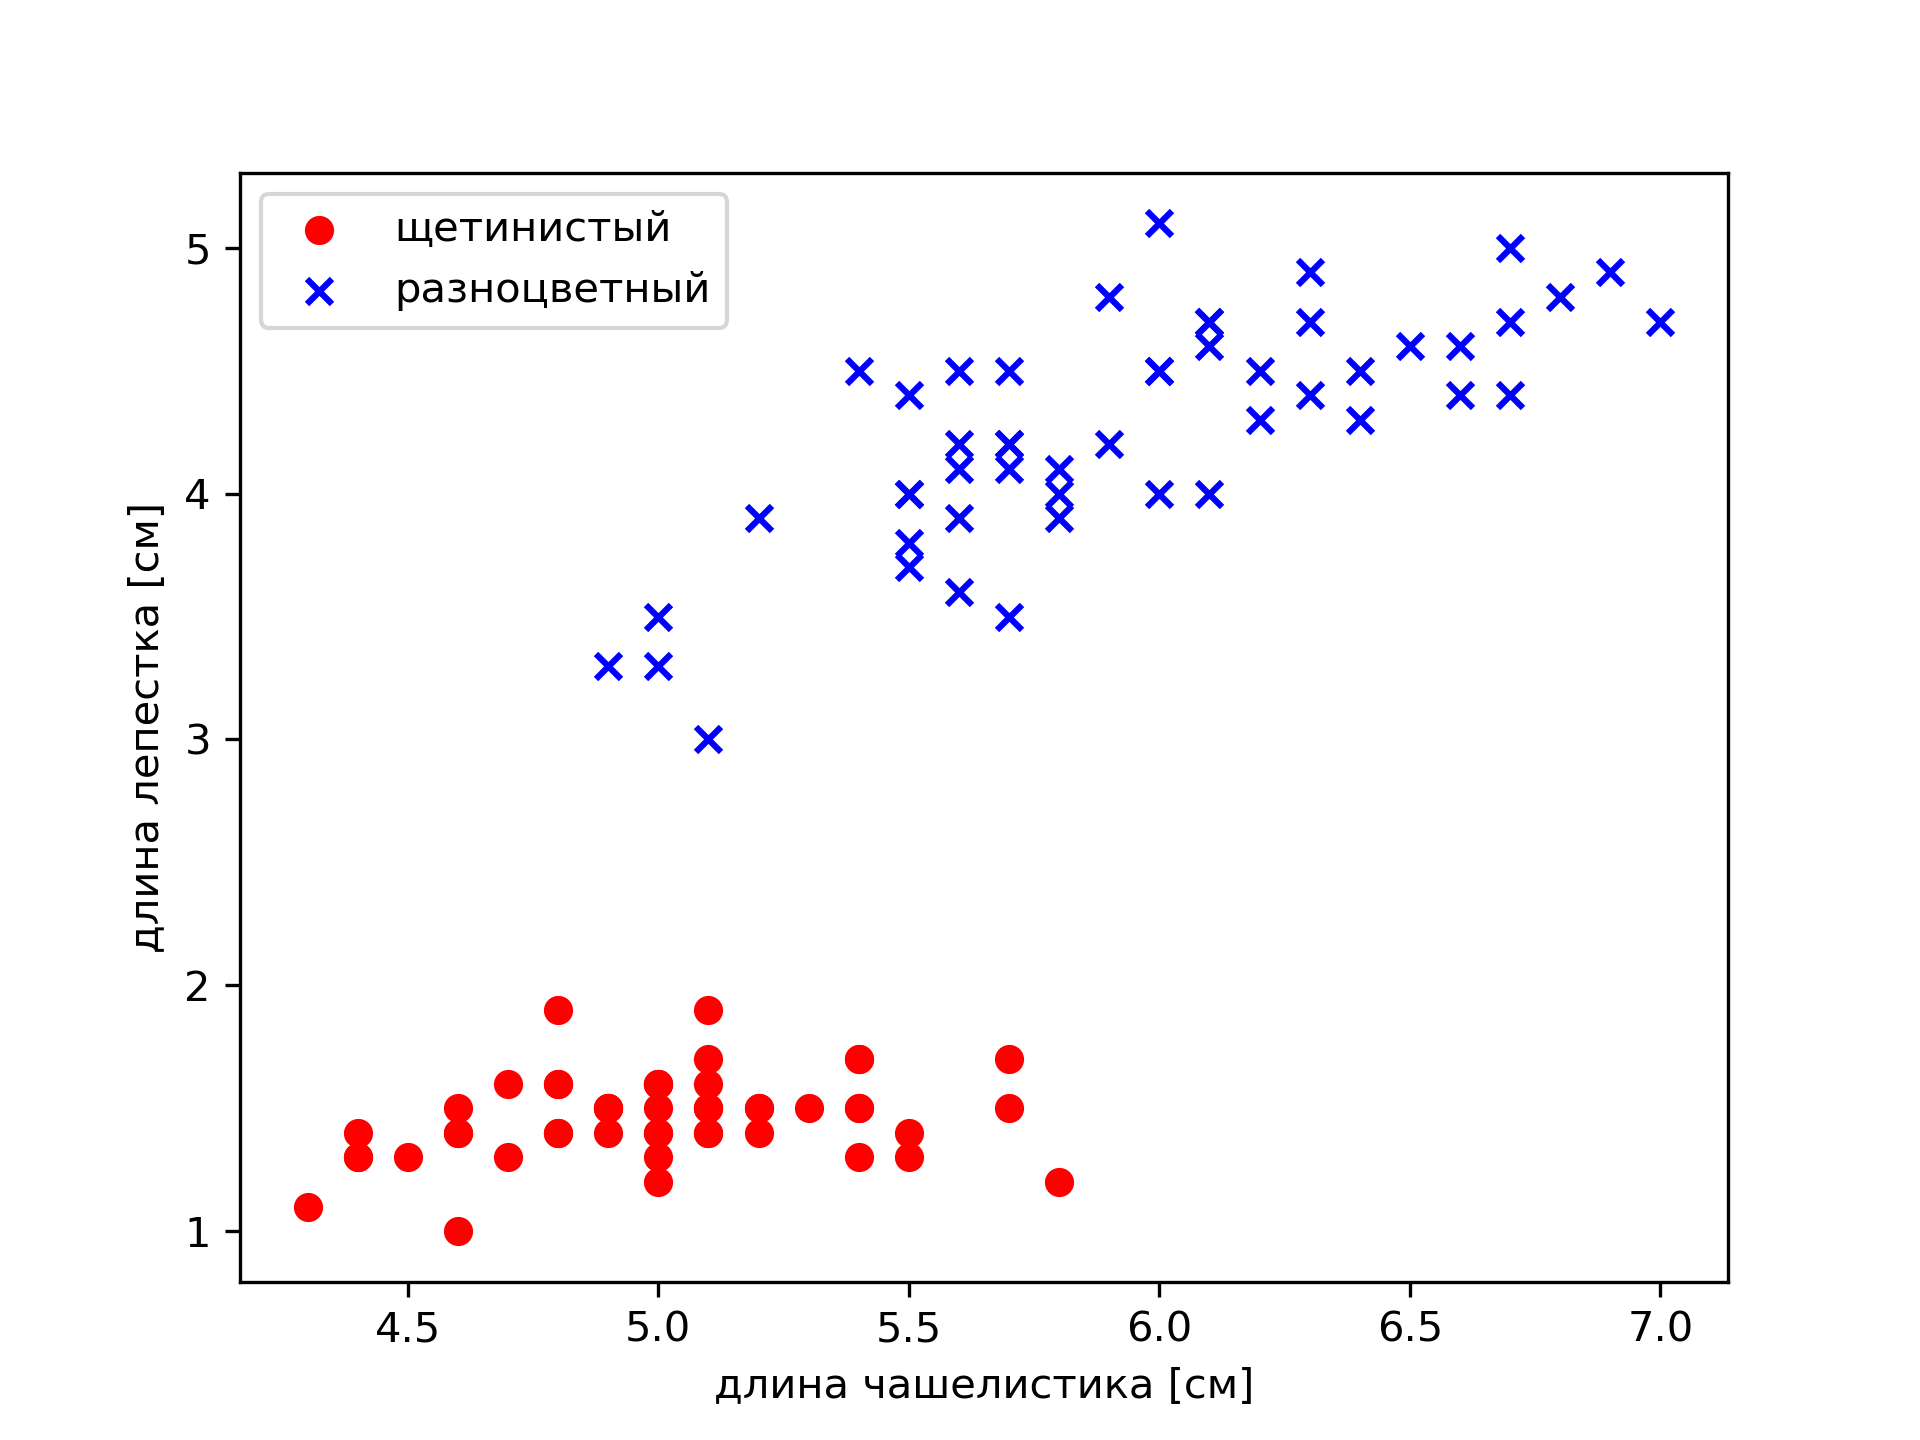 щетинистый
разноцветный
5
4
3
2
1
длина лепестка [см]
4.5 5.0 5.5 6.0 6.5 7.0
длина чашелистика [см]